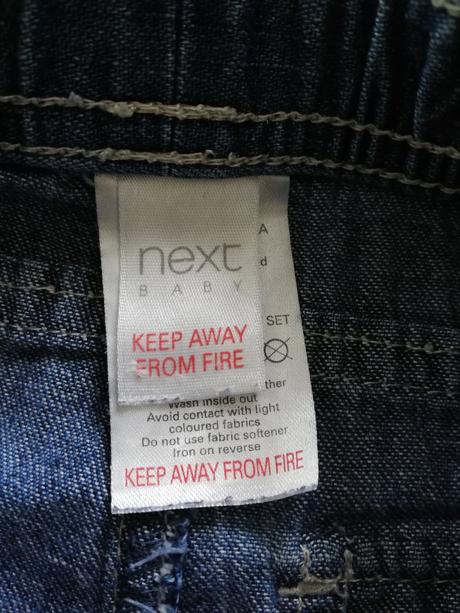 next
BABY
KEEP AWAY
FROM FIRE
A
d
SET
ther
Wash inside out
Avoid contact with light
coloured fabrics
Do not use fabric softener
Iron on reverse
KEEP AWAY FROM FIRE